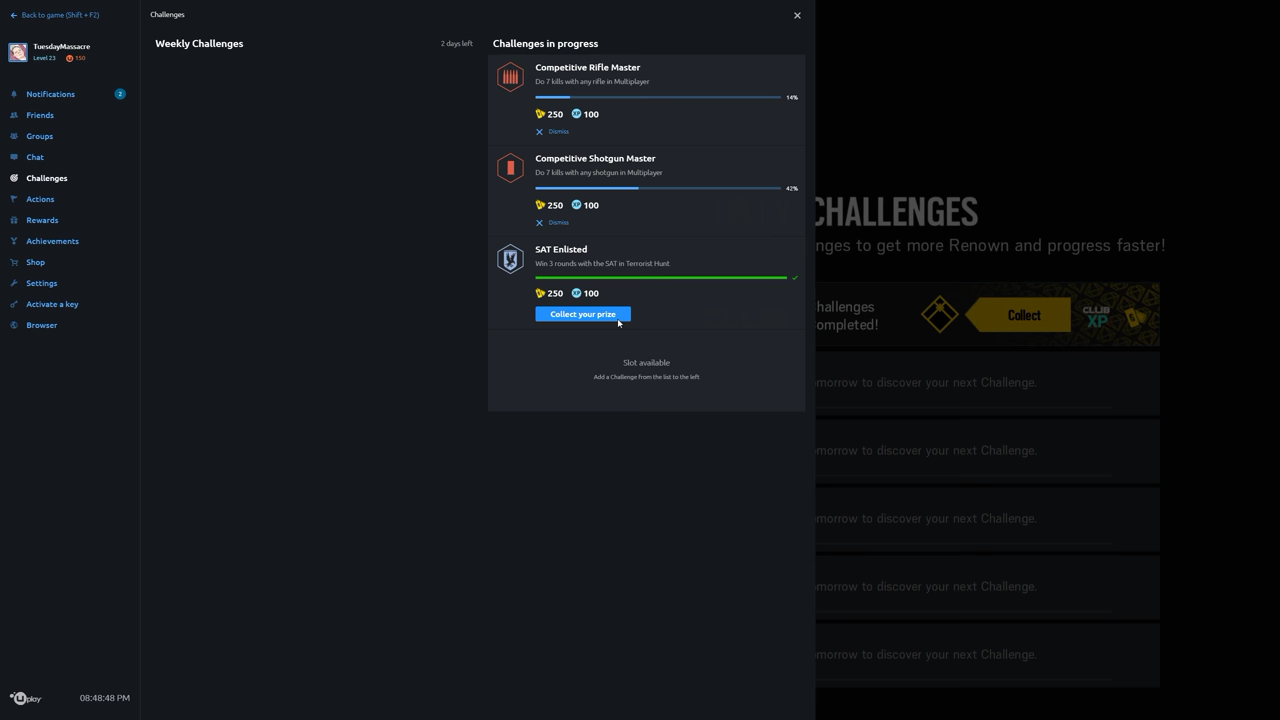 Back to game (Shift + F2)
TuesdayMassacre
Level 23 150
Notifications 2
Friends
Groups
Chat
Challenges
Actions
Rewards
Achievements
Shop
Settings
Activate a key
Browser
Uplay 08:48:48 PM
Challenges
Weekly Challenges 2 days left
Challenges in progress
Competitive Rifle Master
Do 7 kills with any rifle in Multiplayer
14%
250 XP 100
Dismiss
Competitive Shotgun Master
Do 7 kills with any shotgun in Multiplayer
42%
250 XP 100
Dismiss
SAT Enlisted
Win 3 rounds with the SAT in Terrorist Hunt
250 XP 100
Collect your prize
Slot available
Add a Challenge from the list to the left
CHALLENGES
nges to get more Renown and progress faster!
hallenges
ompleted!
Collect
CLUB
XP
morrow to discover your next Challenge.
morrow to discover your next Challenge.
morrow to discover your next Challenge.
morrow to discover your next Challenge.
morrow to discover your next Challenge.